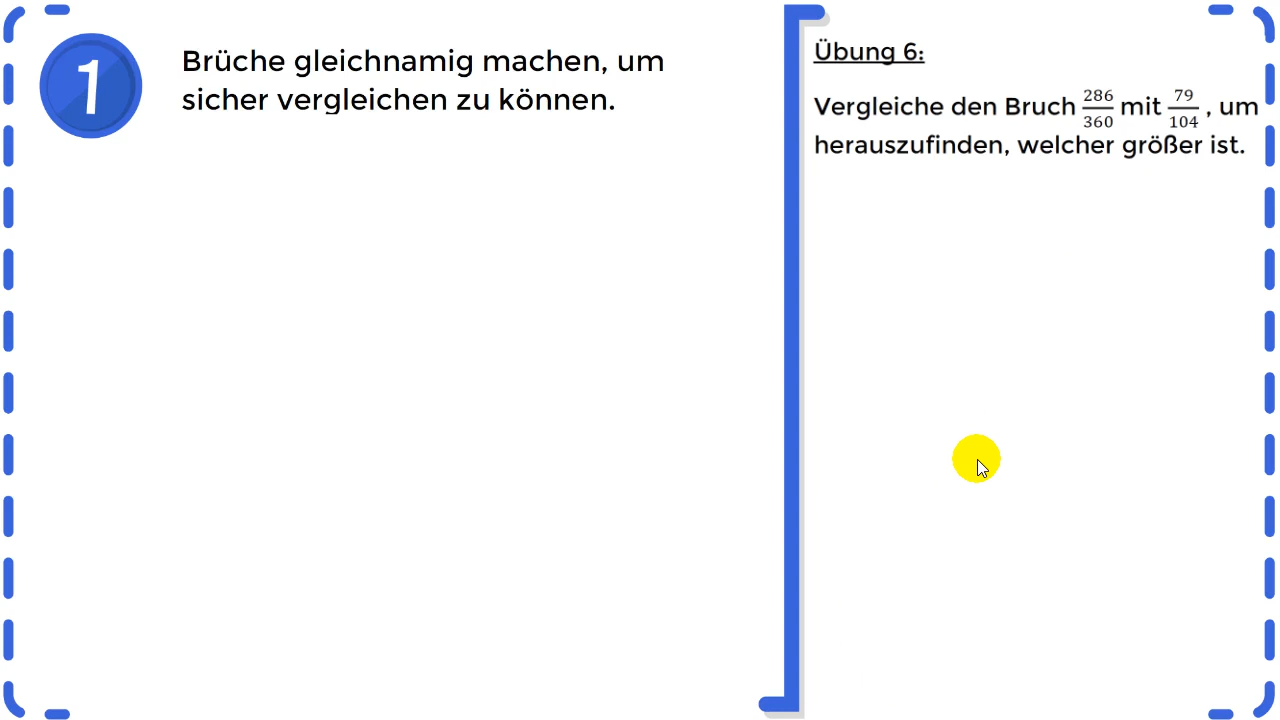 1
Brüche gleichnamig machen, um
sicher vergleichen zu können.
Übung 6:
Vergleiche den Bruch 286/360 mit 79/104 , um
herauszufinden, welcher größer ist.